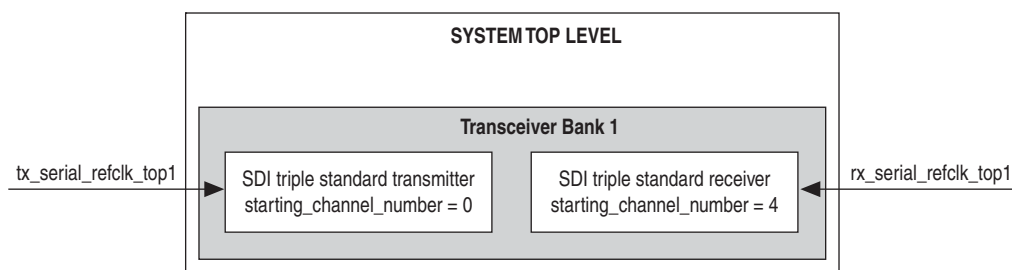 SYSTEM TOP LEVEL
Transceiver Bank 1
tx_serial_refclk_top1
SDI triple standard transmitter
starting_channel_number = 0
SDI triple standard receiver
starting_channel_number = 4
rx_serial_refclk_top1